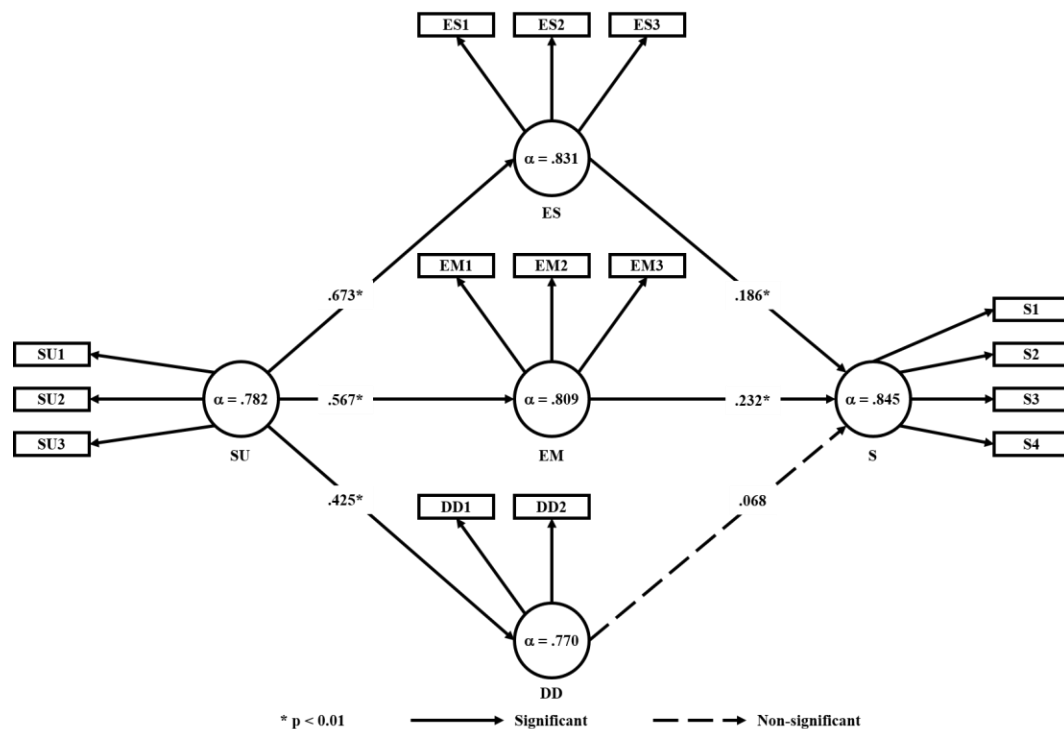 ES1 ES2 ES3
α = .831
ES
EM1 EM2 EM3
.673*
.186*
S1
SU1
S2
SU2
α = .782
.567*
α = .809
.232*
α = .845
S3
SU3
S4
SU
EM
S
.425*
DD1 DD2
.068
α = .770
DD
* p < 0.01 Significant Non-significant